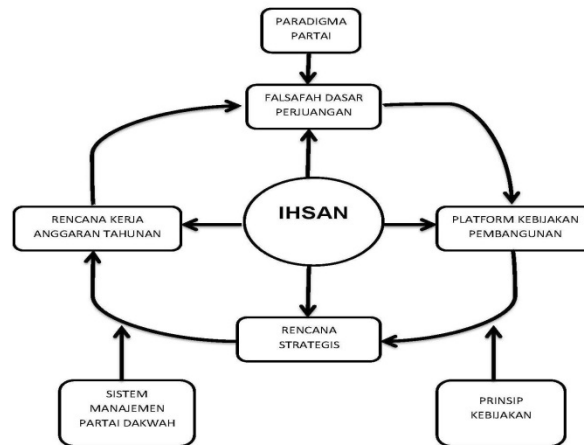 PARADIGMA
PARTAI
FALSAFAH DASAR
PERJUANGAN
IHSAN
RENCANA KERJA
ANGGARAN TAHUNAN
PLATFORM KEBIJAKAN
PEMBANGUNAN
RENCANA
STRATEGIS
SISTEM
MANAJEMEN
PARTAI DAKWAH
PRINSIP
KEBIJAKAN